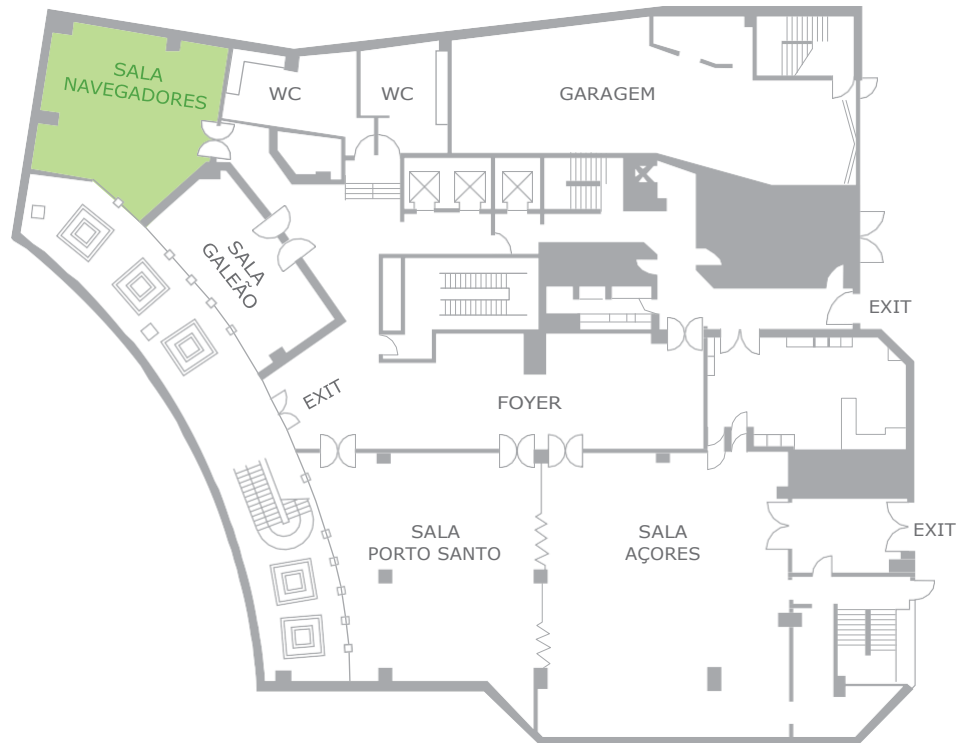 SALA
NAVEGADORES
WC
WC
GARAGEM
SALA
GALEÃO
EXIT
EXIT
FOYER
SALA
PORTO SANTO
SALA
AÇORES
EXIT